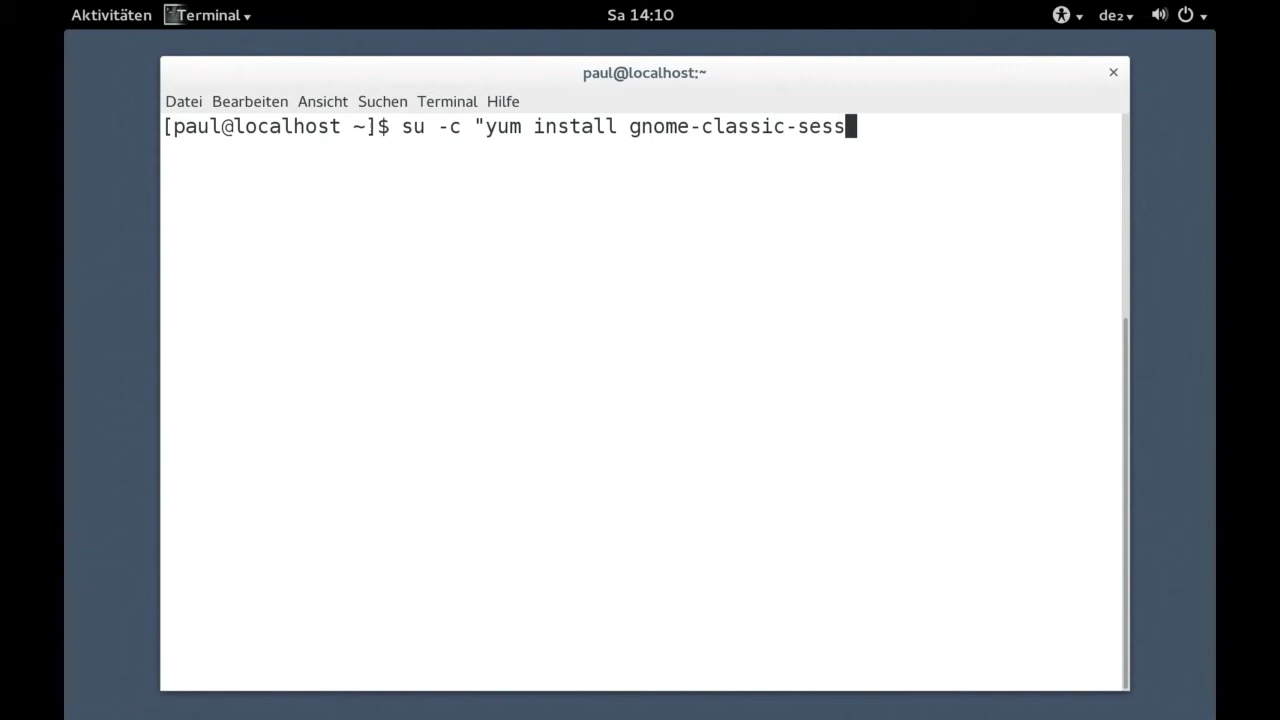 Aktivitäten Terminal Sa 14:10 de₂
paul@localhost:~
Datei Bearbeiten Ansicht Suchen Terminal Hilfe
[paul@localhost ~]$ su -c "yum install gnome-classic-sess